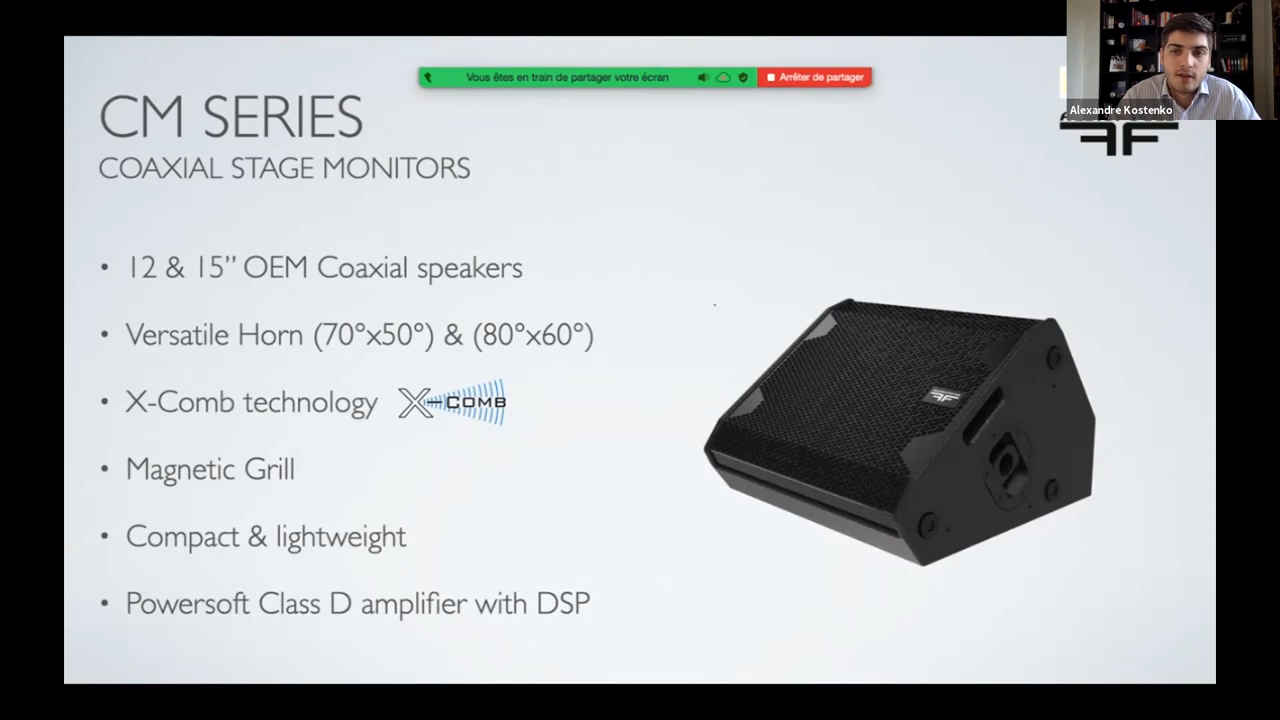 Vous êtes en train de partager votre écran
Arrêter de partager
Alexandre Kostenko
CM SERIES
COAXIAL STAGE MONITORS
• 12 & 15” OEM Coaxial speakers
• Versatile Horn (70°x50°) & (80°x60°)
• X-Comb technology X-COMB
• Magnetic Grill
• Compact & lightweight
• Powersoft Class D amplifier with DSP